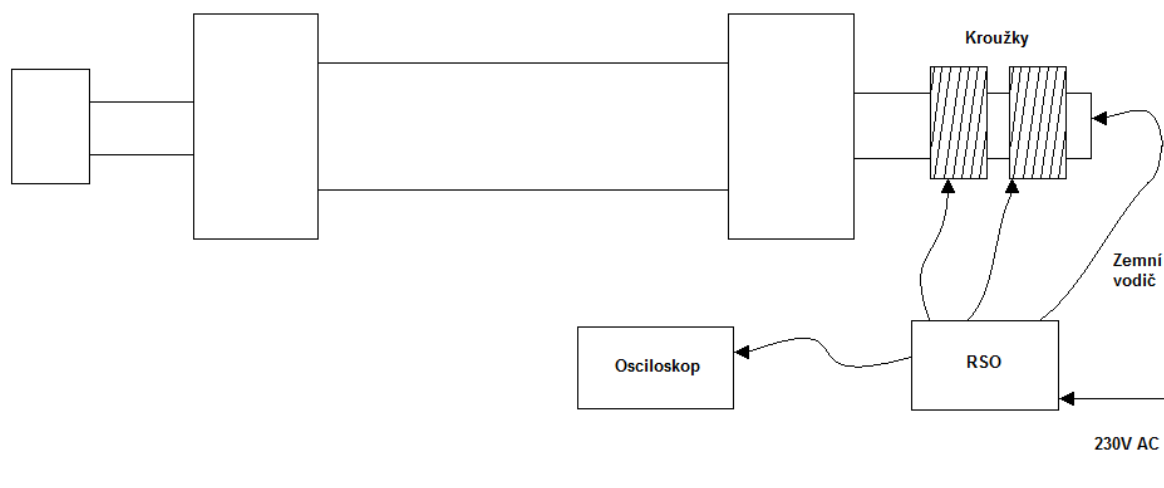 Kroužky
Zemní
vodič
Osciloskop
RSO
230V AC